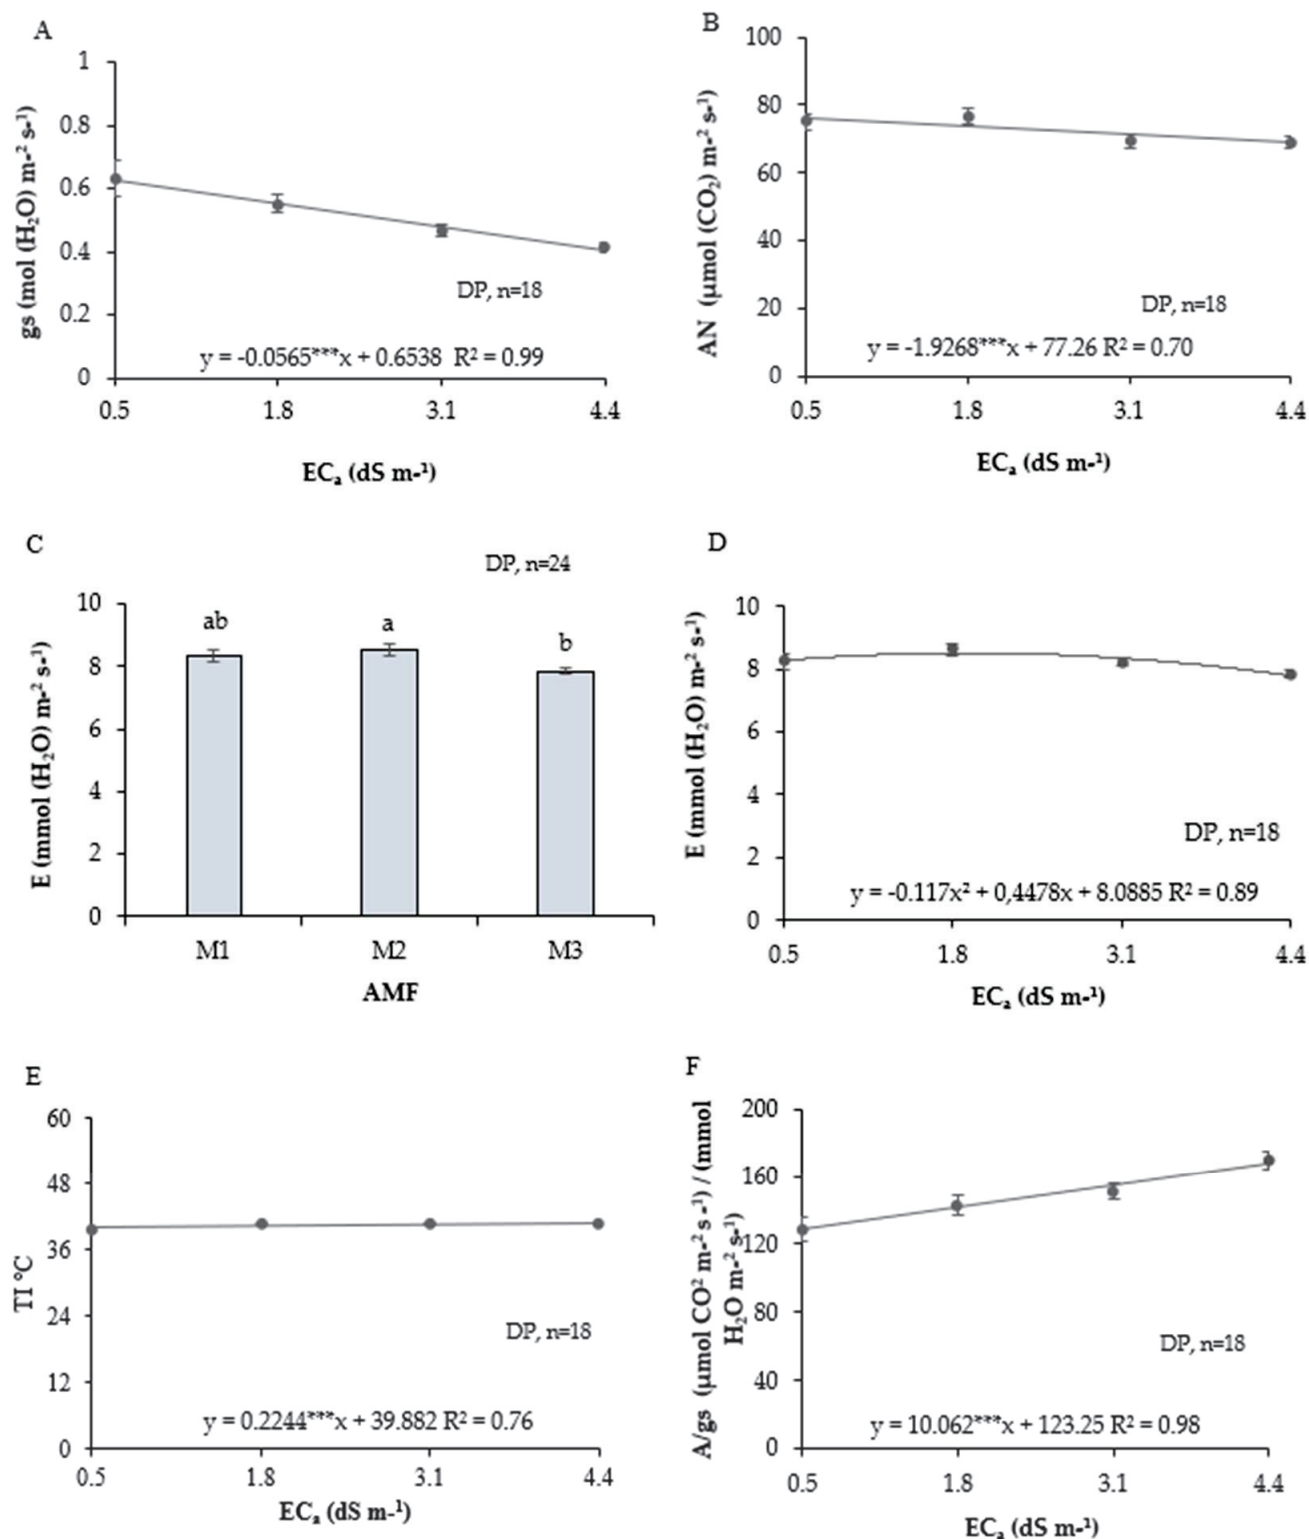 A
gs (mol (H₂O) m-² s-¹)
1
0.8
0.6
0.4
0.2
0
DP, n=18
y = -0.0565***x + 0.6538 R² = 0.99
0.5 1.8 3.1 4.4
ECₐ (dS m-¹)
B
AN (µmol (CO₂) m-² s-¹)
100
80
60
40
20
0
DP, n=18
y = -1.9268***x + 77.26 R² = 0.70
0.5 1.8 3.1 4.4
ECₐ (dS m-¹)
C
DP, n=24
E (mmol (H₂O) m-² s-¹)
10
8
6
4
2
0
ab
a
b
M1 M2 M3
AMF
D
E (mmol (H₂O) m-² s-¹)
10
8
6
4
2
0
DP, n=18
y = -0.117x² + 0,4478x + 8.0885 R² = 0.89
0.5 1.8 3.1 4.4
ECₐ (dS m-¹)
E
TI °C
60
48
36
24
12
0
DP, n=18
y = 0.2244***x + 39.882 R² = 0.76
0.5 1.8 3.1 4.4
ECₐ (dS m-¹)
F
A/gs (µmol CO² m-² s -¹) / (mmol
H₂O m-² s-¹)
200
160
120
80
40
0
DP, n=18
y = 10.062***x + 123.25 R² = 0.98
0.5 1.8 3.1 4.4
ECₐ (dS m-¹)